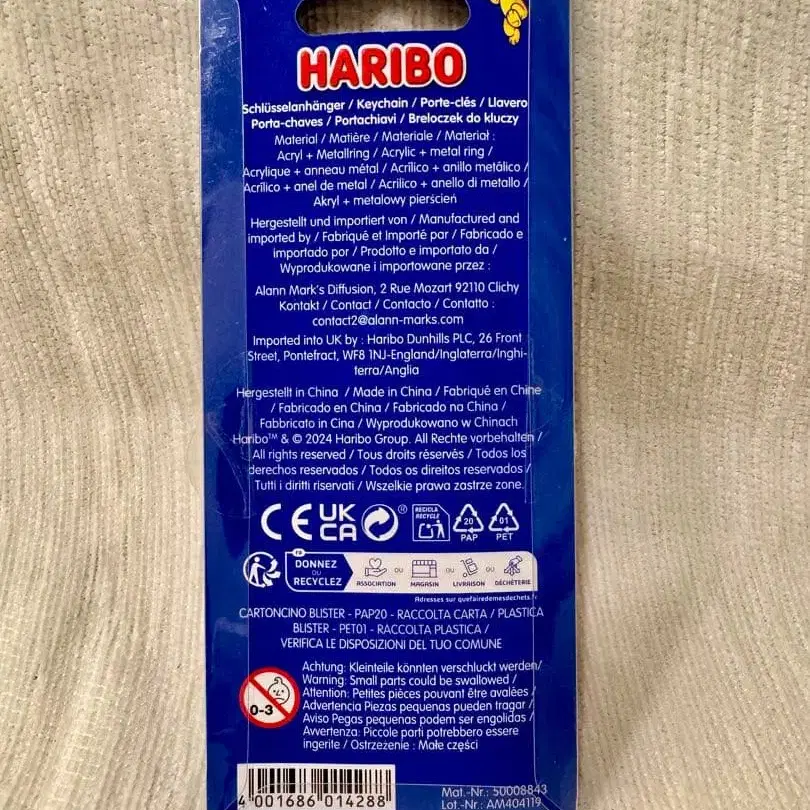 HARIBO
Schlüsselanhänger / Keychain / Porte-clés / Llavero
Porta-chaves / Portachiavi / Breloczek do kluczy
Material / Matière / Materiale / Materiał :
Acryl + Metallring / Acrylic + metal ring /
Acrylique + anneau métal / Acrílico + anillo metálico /
Acrílico + anel de metal / Acrilico + anello di metallo /
Akryl + metalowy pierścień
Hergestellt und importiert von / Manufactured and
imported by / Fabriqué et Importé par / Fabricado e
importado por / Prodotto e importato da /
Wyprodukowane i importowane przez :
Alann Mark's Diffusion, 2 Rue Mozart 92110 Clichy
Kontakt / Contact / Contacto / Contatto :
contact2@alann-marks.com
Imported into UK by : Haribo Dunhills PLC, 26 Front
Street, Pontefract, WF8 1NJ-England/Inglaterra/Inghi-
terra/Anglia
Hergestellt in China / Made in China / Fabriqué en Chine
/ Fabricado en China / Fabricado na China /
Fabbricato in Cina / Wyprodukowano w Chinach
Haribo™ & © 2024 Haribo Group. All Rechte vorbehalten /
All rights reserved / Tous droits réservés / Todos los
derechos reservados / Todos os direitos reservados /
Tutti i diritti riservati / Wszelkie prawa zastrze zone.
CE UK CA ® RECICLA RECYCLE 20 PAP 01 PET
FR DONNEZ OU RECYCLEZ ASSOCIATION OU MAGASIN OU LIVRAISON OU DÉCHÈTERIE
Adresses sur quefairedemesdechets.fr
CARTONCINO BLISTER - PAP20 - RACCOLTA CARTA / PLASTICA
BLISTER - PET01 - RACCOLTA PLASTICA /
VERIFICA LE DISPOSIZIONI DEL TUO COMUNE
0-3
Achtung: Kleinteile könnten verschluckt werden/
Warning: Small parts could be swallowed /
Attention: Petites pièces pouvant être avalées /
Advertencia Piezas pequenas pueden tragar /
Aviso Pegas pequenas podem ser engolidas /
Avvertenza: Piccole parti potrebbero essere
ingerite / Ostrzeżenie : Małe części
4 001686 014288
Mat.-Nr.: 50008843
Lot.-Nr.: AM404119